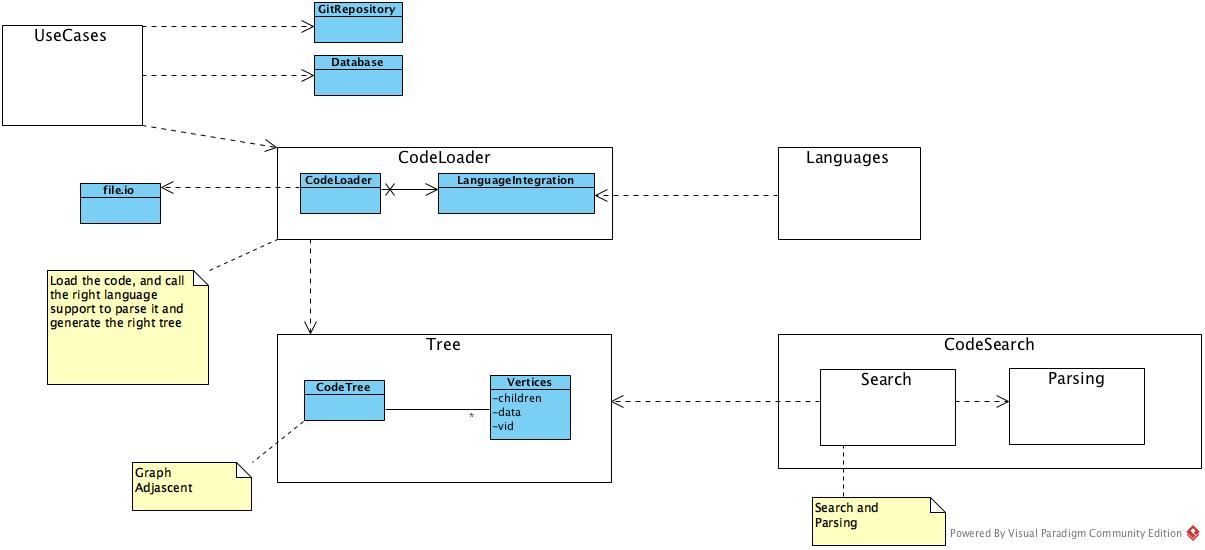 GitRepository
UseCases
Database
CodeLoader
Languages
CodeLoader
LanguageIntegration
file.io
Load the code, and call
the right language
support to parse it and
generate the right tree
Tree
CodeSearch
CodeTree
Vertices
-children
-data
-vid
*
Search
Parsing
Graph
Adjascent
Search and
Parsing
Powered By Visual Paradigm Community Edition